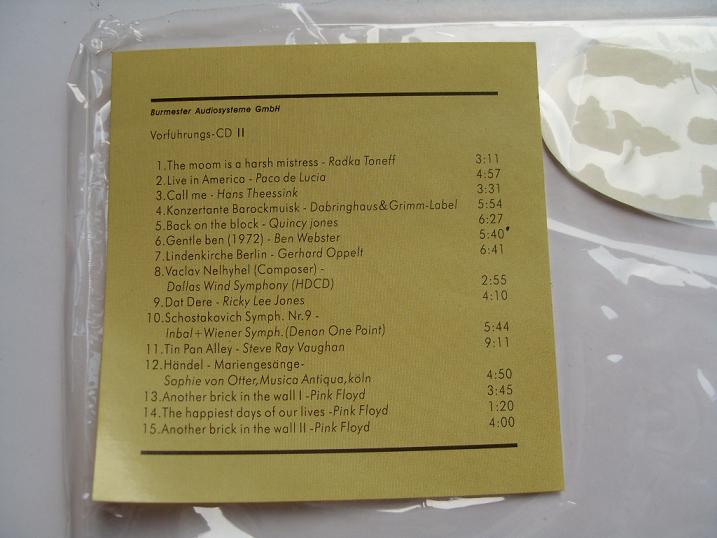 Burmester Audiosysteme GmbH
Vorführungs-CD II
1.The moom is a harsh mistress - Radka Toneff 3:11
2.Live in America - Paco de Lucia 4:57
3.Call me - Hans Theessink 3:31
4.Konzertante Barockmuisk - Dabringhaus&Grimm-Label 5:54
5.Back on the block - Quincy jones 6:27
6.Gentle ben (1972) - Ben Webster 5:40
7.Lindenkirche Berlin - Gerhard Oppelt 6:41
8.Vaclav Nelhyhel (Composer) -
Dallas Wind Symphony (HDCD) 2:55
9.Dat Dere - Ricky Lee Jones 4:10
10.Schostakavich Symph. Nr.9 -
Inbal+Wiener Symph.(Denon One Point) 5:44
11.Tin Pan Alley - Steve Ray Vaughan 9:11
12.Händel - Mariengesänge-
Sophie von Otter,Musica Antiqua,köln 4:50
13.Another brick in the wall I -Pink Floyd 3:45
14.The happiest days of our lives -Pink Floyd 1:20
15.Another brick in the wall II -Pink Floyd 4:00